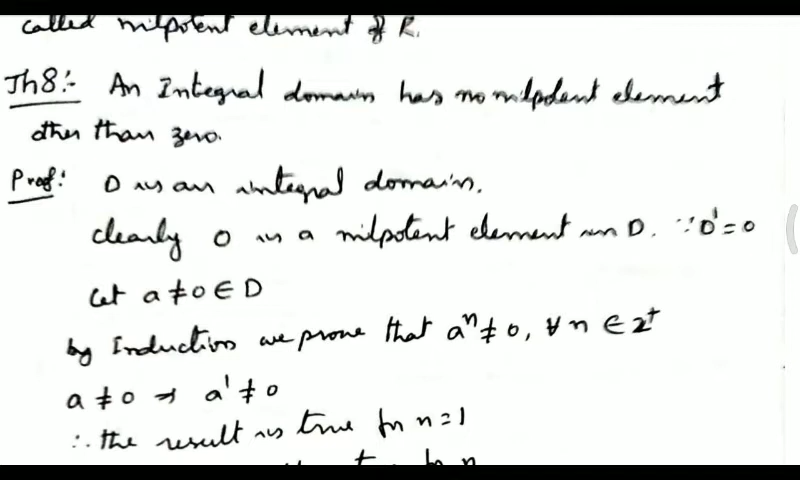 called nilpotent element of R.
Th8:- An Integral domain has no nilpotent element
other than zero.
Proof: D is an integral domain.
clearly 0 is a nilpotent element in D. ∵ 0¹ = 0
Let a ≠ 0 ∈ D
by Induction we prove that aⁿ ≠ 0, ∀ n ∈ Z⁺
a ≠ 0 ⇒ a¹ ≠ 0
∴ the result is true for n = 1